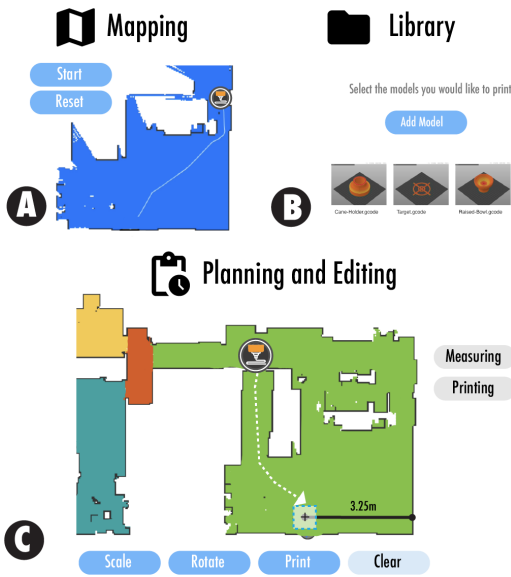 Mapping
Start
Reset
A
Library
Select the models you would like to print
Add Model
B
Cane-Holder.gcode
Target.gcode
Raised-Bowl.gcode
Planning and Editing
Measuring
Printing
3.25m
C
Scale
Rotate
Print
Clear